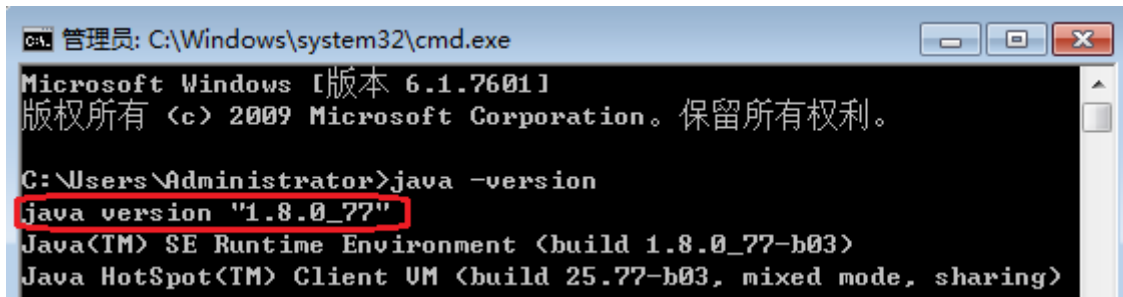 管理员: C:\Windows\system32\cmd.exe
Microsoft Windows [版本 6.1.7601]
版权所有 (c) 2009 Microsoft Corporation。保留所有权利。
C:\Users\Administrator>java -version
java version "1.8.0_77"
Java(TM) SE Runtime Environment (build 1.8.0_77-b03)
Java HotSpot(TM) Client VM (build 25.77-b03, mixed mode, sharing)